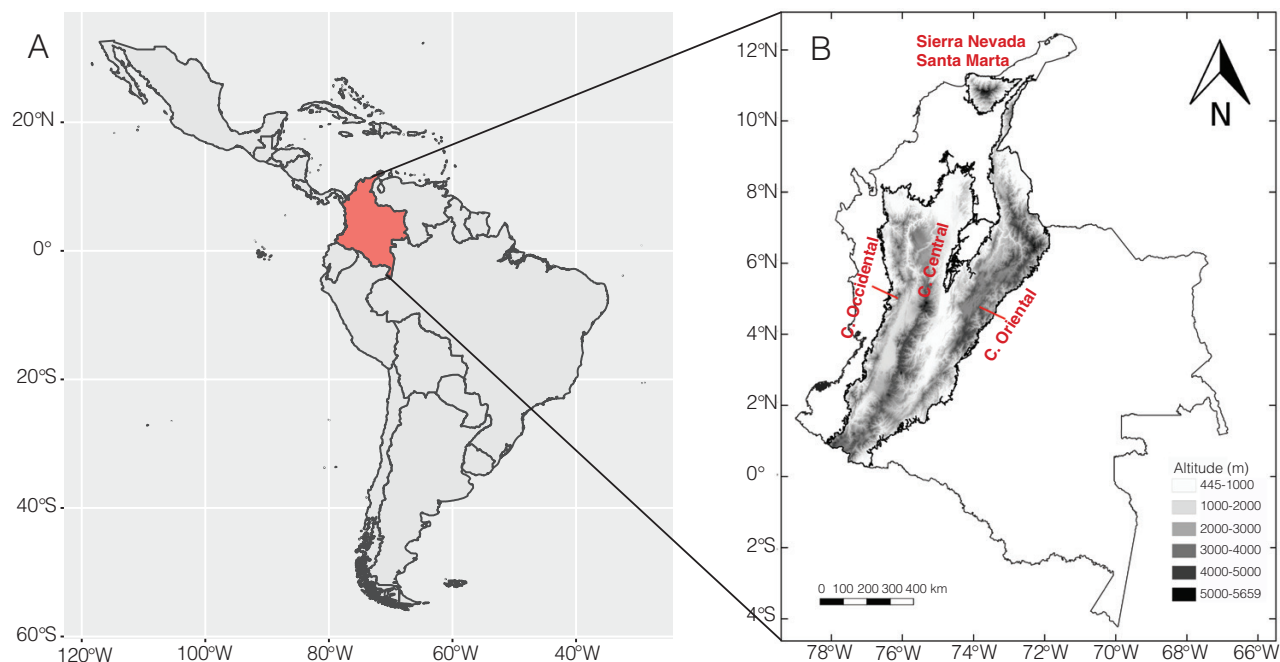 A
20°N
0°
20°S
40°S
60°S
120°W
100°W
80°W
60°W
40°W
B
Sierra Nevada
Santa Marta
N
C. Occidental
C. Central
C. Oriental
12°N
10°N
8°N
6°N
4°N
2°N
0°
2°S
4°S
78°W
76°W
74°W
72°W
70°W
68°W
66°W
0 100 200 300 400 km
Altitude (m)
445-1000
1000-2000
2000-3000
3000-4000
4000-5000
5000-5659